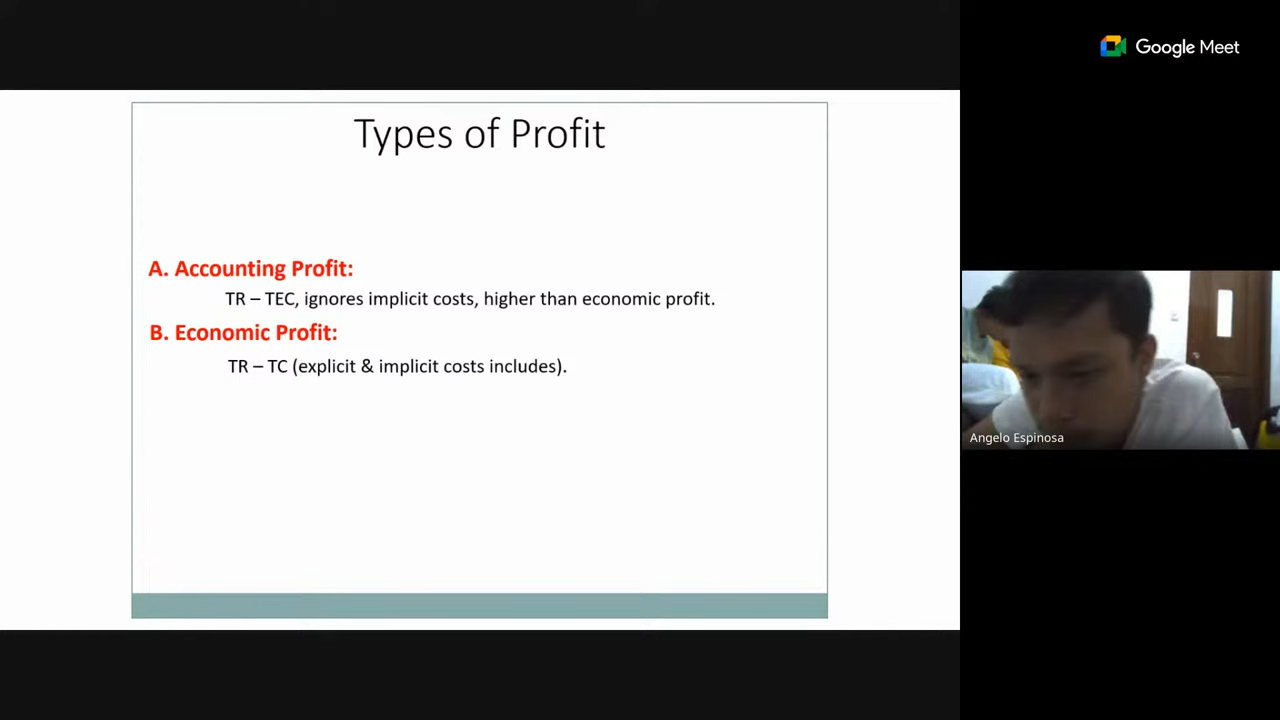 Google Meet
Types of Profit
A. Accounting Profit:
TR – TEC, ignores implicit costs, higher than economic profit.
B. Economic Profit:
TR – TC (explicit & implicit costs includes).
Angelo Espinosa